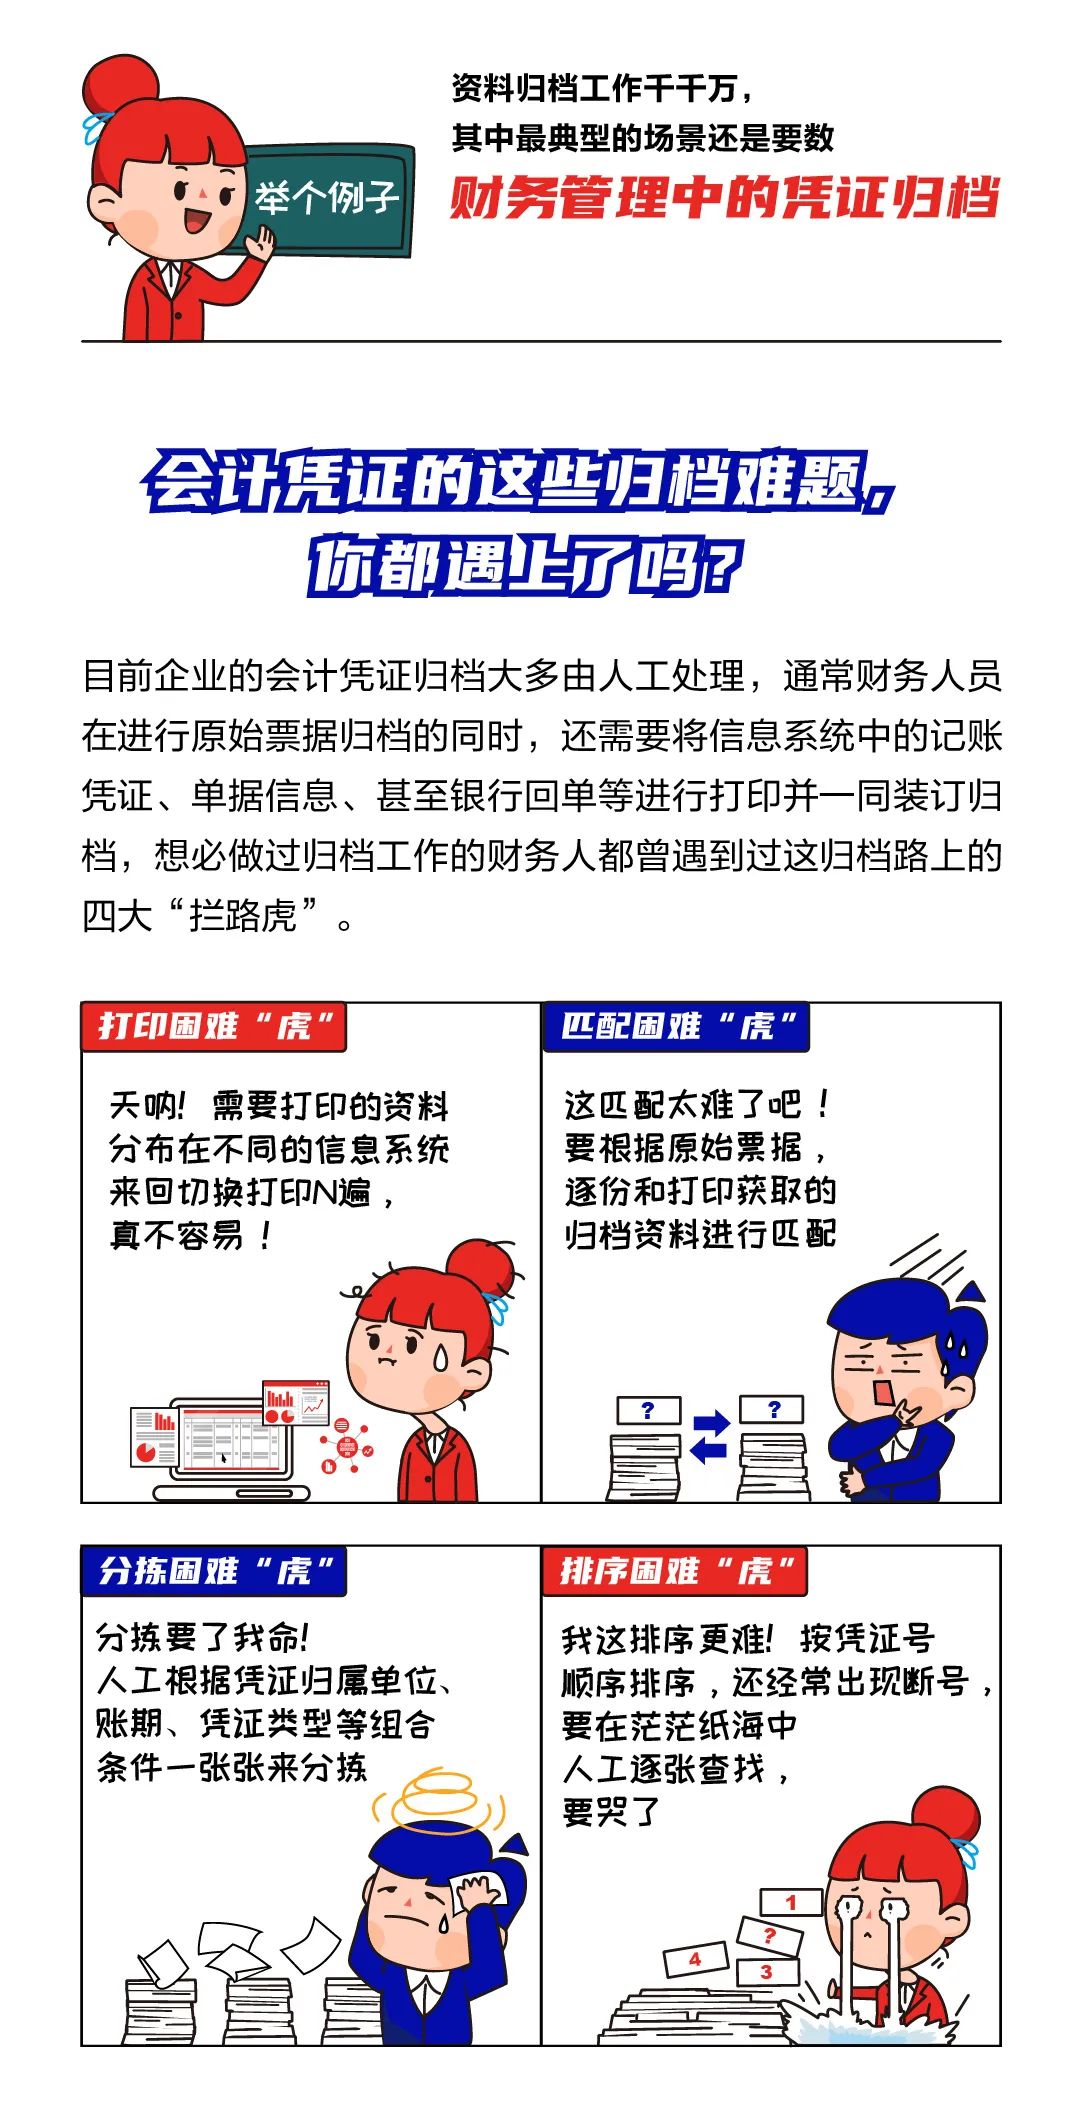 举个例子
资料归档工作千千万，
其中最典型的场景还是要数
财务管理中的凭证归档
会计凭证的这些归档难题，
你都遇上了吗？
目前企业的会计凭证归档大多由人工处理，通常财务人员
在进行原始票据归档的同时，还需要将信息系统中的记账
凭证、单据信息、甚至银行回单等进行打印并一同装订归
档，想必做过归档工作的财务人都曾遇到过这归档路上的
四大“拦路虎”。
打印困难“虎”
天呐！需要打印的资料
分布在不同的信息系统
来回切换打印N遍，
真不容易！
匹配困难“虎”
这匹配太难了吧！
要根据原始票据，
逐份和打印获取的
归档资料进行匹配
?
?
分拣困难“虎”
分拣要了我命！
人工根据凭证归属单位、
账期、凭证类型等组合
条件一张张来分拣
排序困难“虎”
我这排序更难！按凭证号
顺序排序，还经常出现断号，
要在茫茫纸海中
人工逐张查找，
要哭了
1
?
4
3